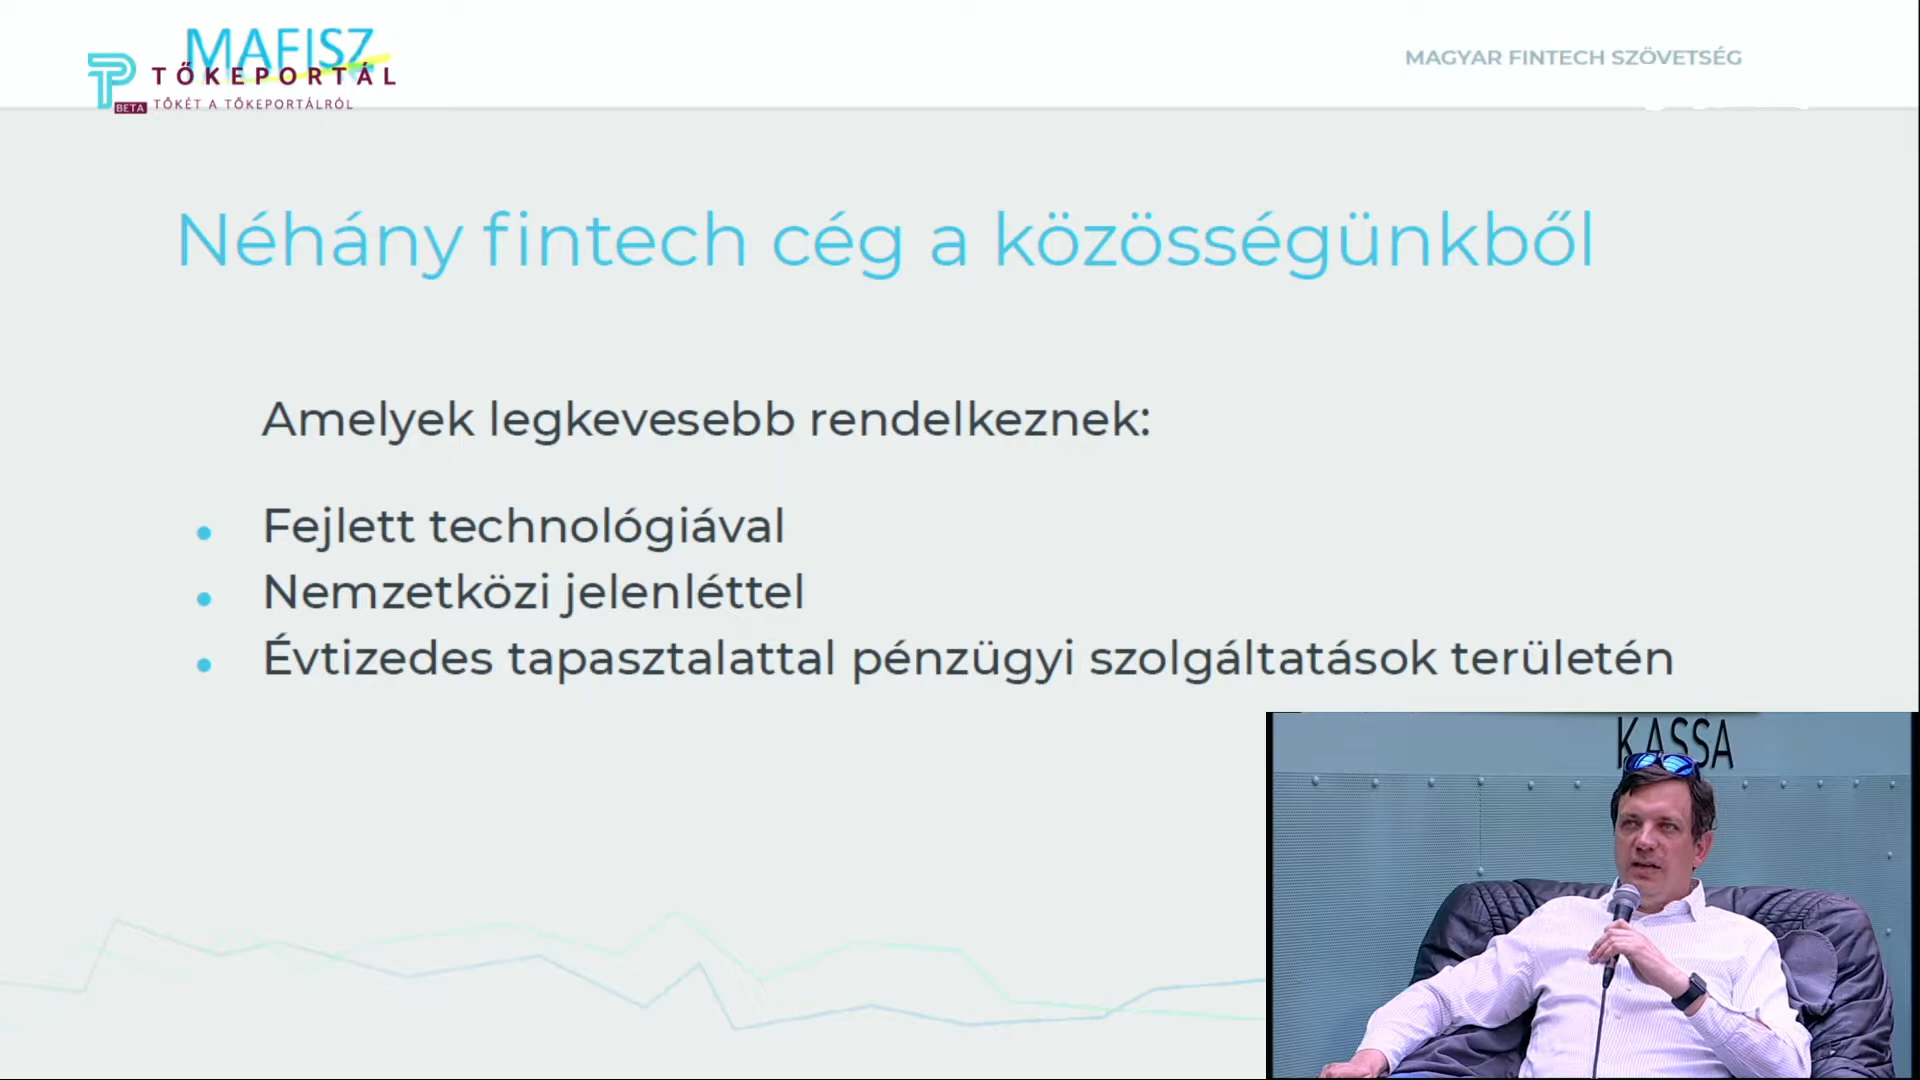 MAFISZ
TŐKEPORTÁL
BETA
TŐKÉT A TŐKEPORTÁLRÓL
MAGYAR FINTECH SZÖVETSÉG
Néhány fintech cég a közösségünkből
Amelyek legkevesebb rendelkeznek:
• Fejlett technológiával
• Nemzetközi jelenléttel
• Évtizedes tapasztalattal pénzügyi szolgáltatások területén
KASSA